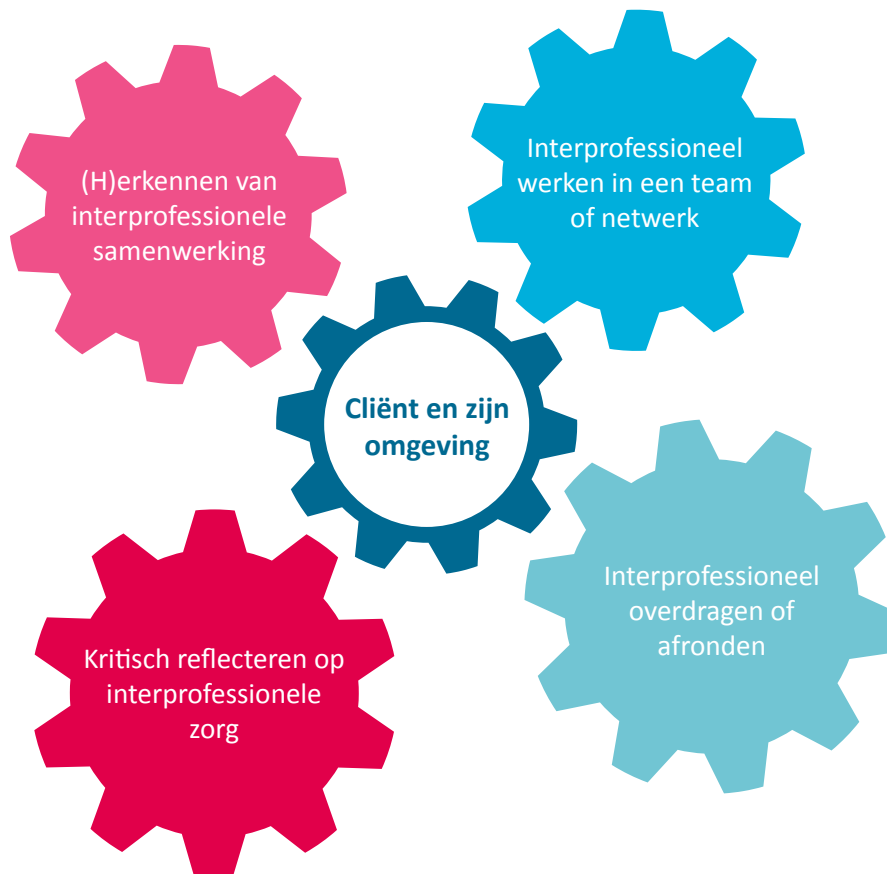 (H)erkennen van
interprofessionele
samenwerking
Interprofessioneel
werken in een team
of netwerk
Cliënt en zijn
omgeving
Kritisch reflecteren op
interprofessionele
zorg
Interprofessioneel
overdragen of
afronden